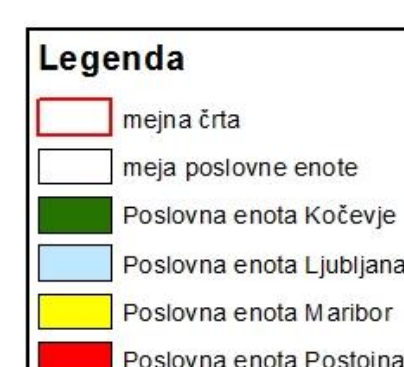 Legenda
mejna črta
meja poslovne enote
Poslovna enota Kočevje
Poslovna enota Ljubljana
Poslovna enota Maribor
Poslovna enota Postojna